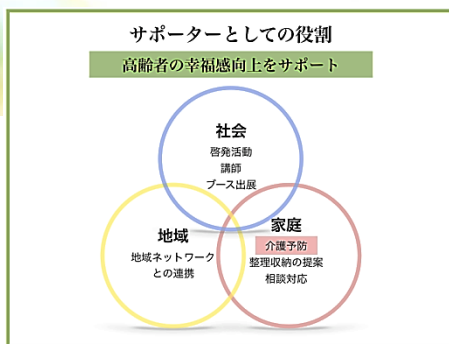 サポーターとしての役割
高齢者の幸福感向上をサポート
社会
啓発活動
講師
ブース出展
地域
地域ネットワーク
との連携
家庭
介護予防
整理収納の提案
相談対応